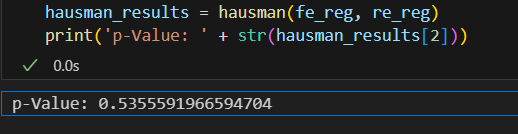 hausman_results = hausman(fe_reg, re_reg)
print('p-Value: ' + str(hausman_results[2]))
0.0s
p-Value: 0.5355591966594704